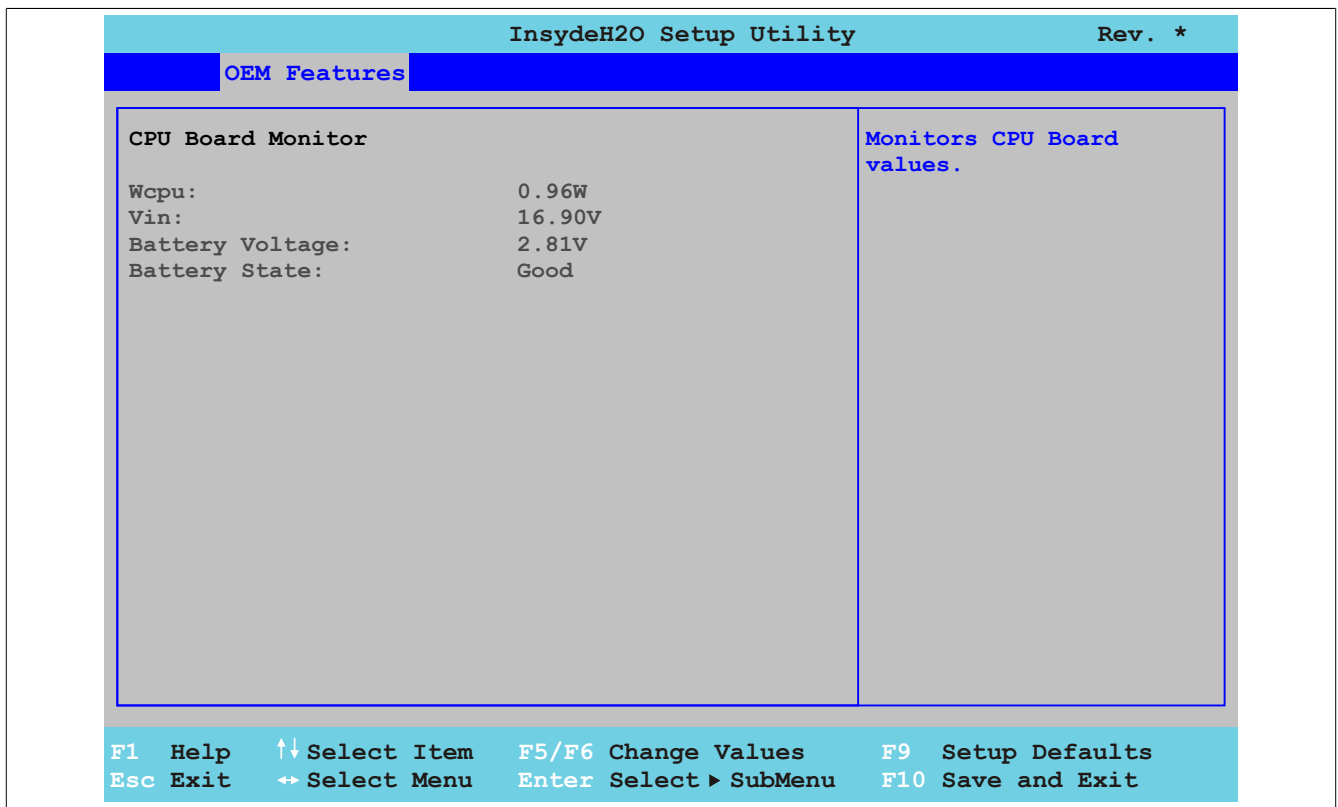 InsydeH2O Setup Utility Rev. *
OEM Features
CPU Board Monitor
Monitors CPU Board
values.
Wcpu: 0.96W
Vin: 16.90V
Battery Voltage: 2.81V
Battery State: Good
F1 Help ↑↓ Select Item F5/F6 Change Values F9 Setup Defaults
Esc Exit ↔ Select Menu Enter Select ▶ SubMenu F10 Save and Exit